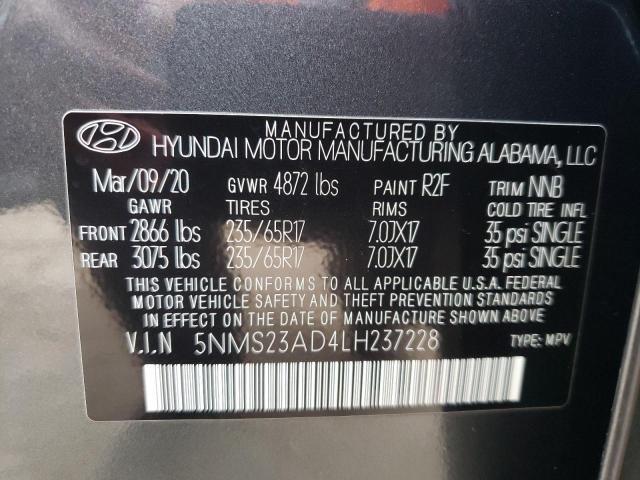 MANUFACTURED BY
HYUNDAI MOTOR MANUFACTURING ALABAMA, LLC
Mar/09/20 GVWR 4872 lbs PAINT R2F TRIM NNB
GAWR TIRES RIMS COLD TIRE INFL
FRONT 2866 lbs 235/65R17 7.0JX17 35 psi SINGLE
REAR 3075 lbs 235/65R17 7.0JX17 35 psi SINGLE
THIS VEHICLE CONFORMS TO ALL APPLICABLE U.S.A. FEDERAL
MOTOR VEHICLE SAFETY AND THEFT PREVENTION STANDARDS
IN EFFECT ON THE DATE OF MANUFACTURE SHOWN ABOVE
V.I.N 5NMS23AD4LH237228 TYPE: MPV